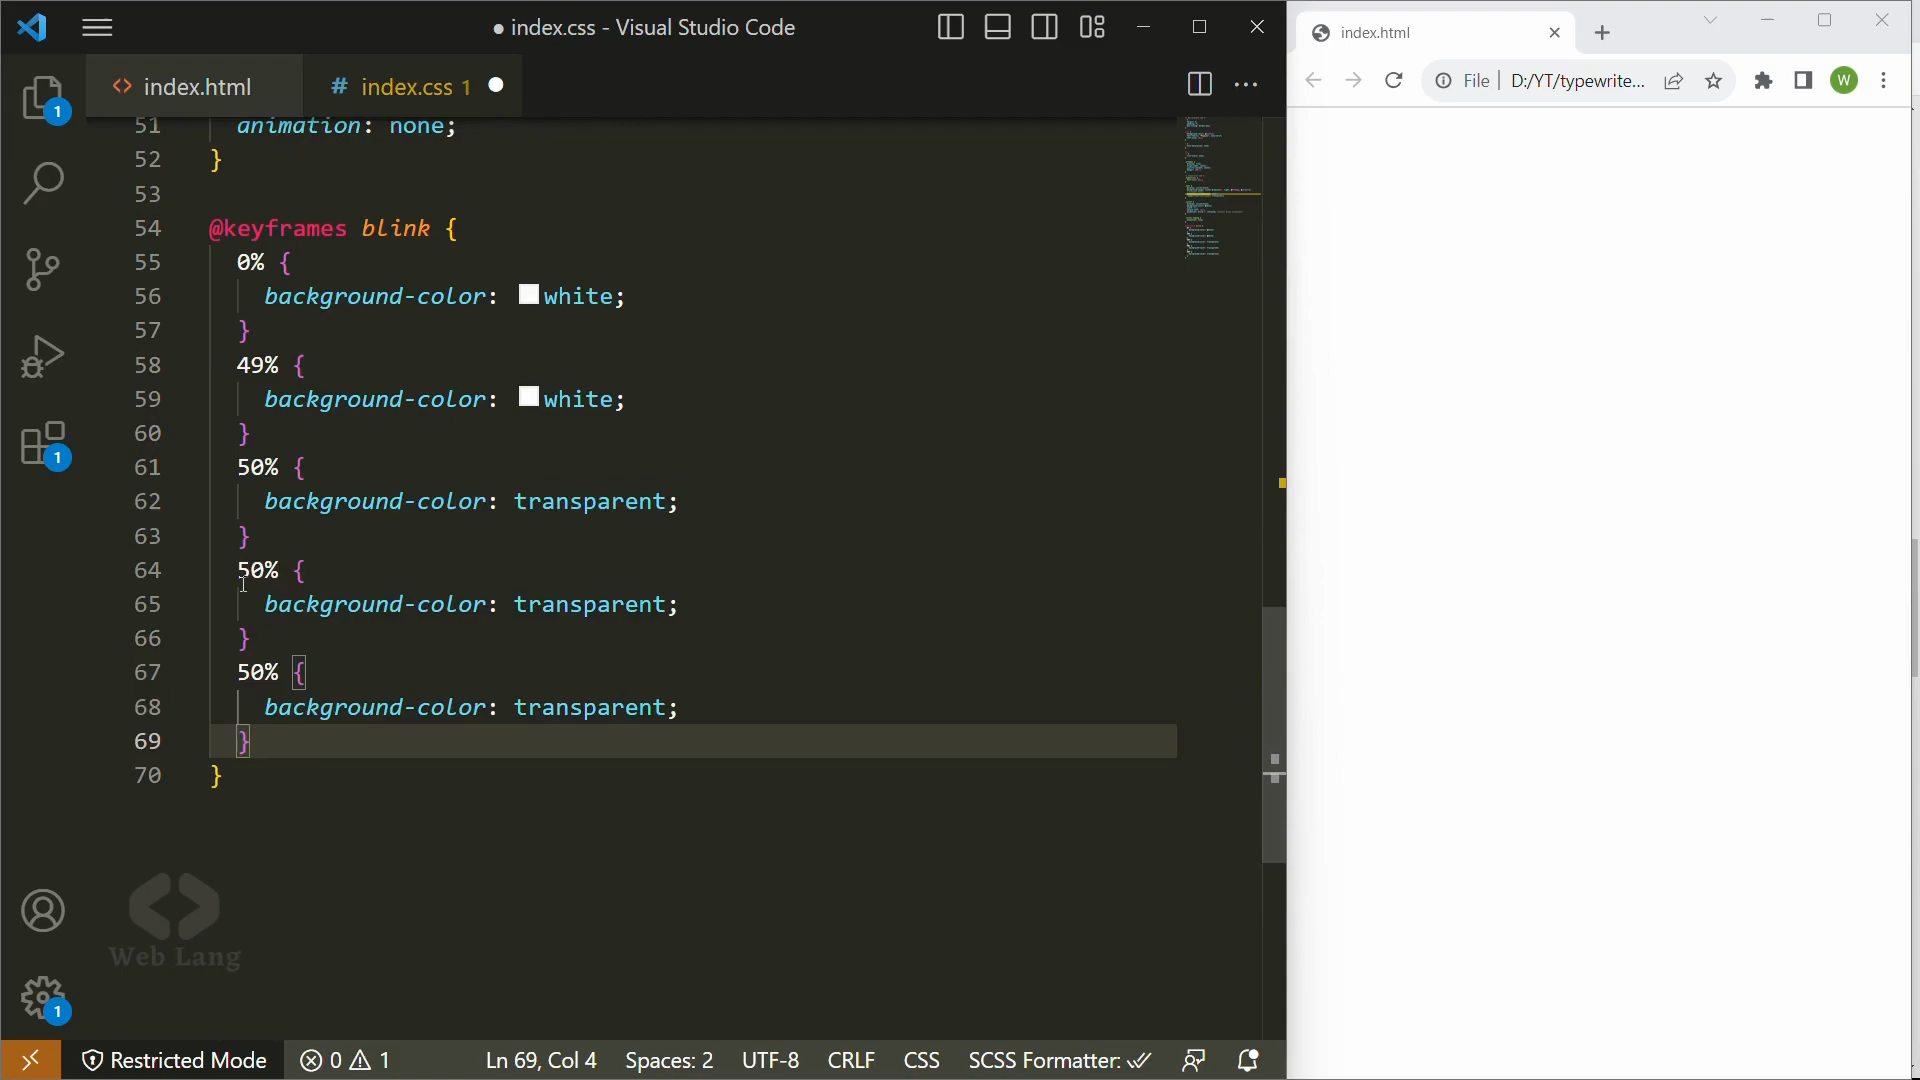 index.css - Visual Studio Code
index.html
index.css 1
index.html
File
D:/YT/typewrite...
W
51 animation: none;
52 }
53
54 @keyframes blink {
55 0% {
56 background-color: white;
57 }
58 49% {
59 background-color: white;
60 }
61 50% {
62 background-color: transparent;
63 }
64 50% {
65 background-color: transparent;
66 }
67 50% {
68 background-color: transparent;
69 }
70 }
1
1
1
Web Lang
Restricted Mode
0 1
Ln 69, Col 4
Spaces: 2
UTF-8
CRLF
CSS
SCSS Formatter: